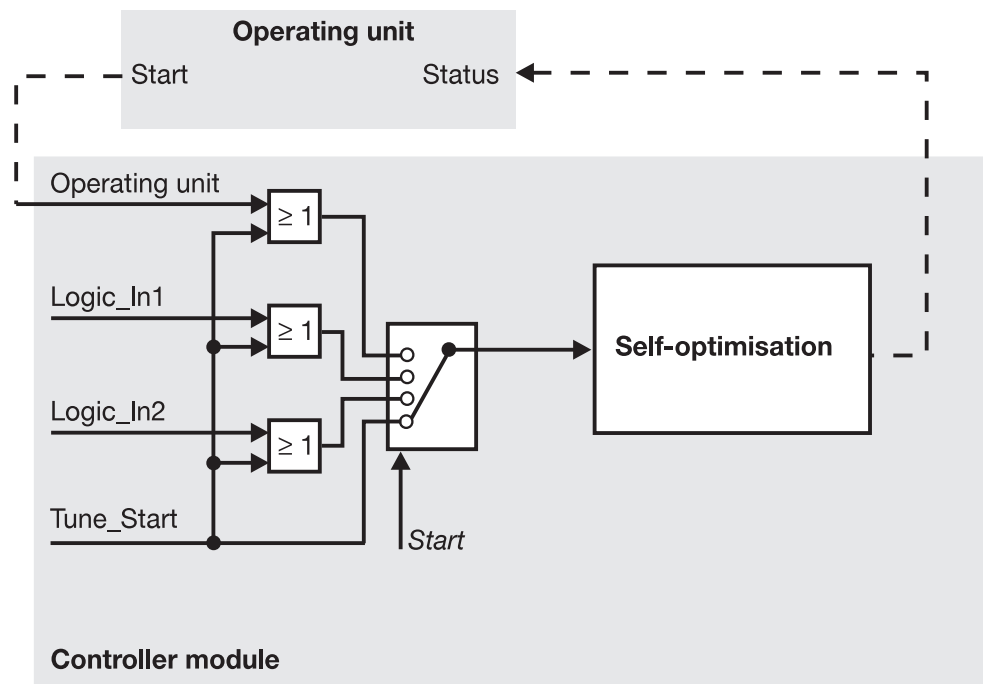 Operating unit
Start
Status
Operating unit
≥ 1
Logic_In1
≥ 1
Self-optimisation
Logic_In2
≥ 1
Tune_Start
Start
Controller module